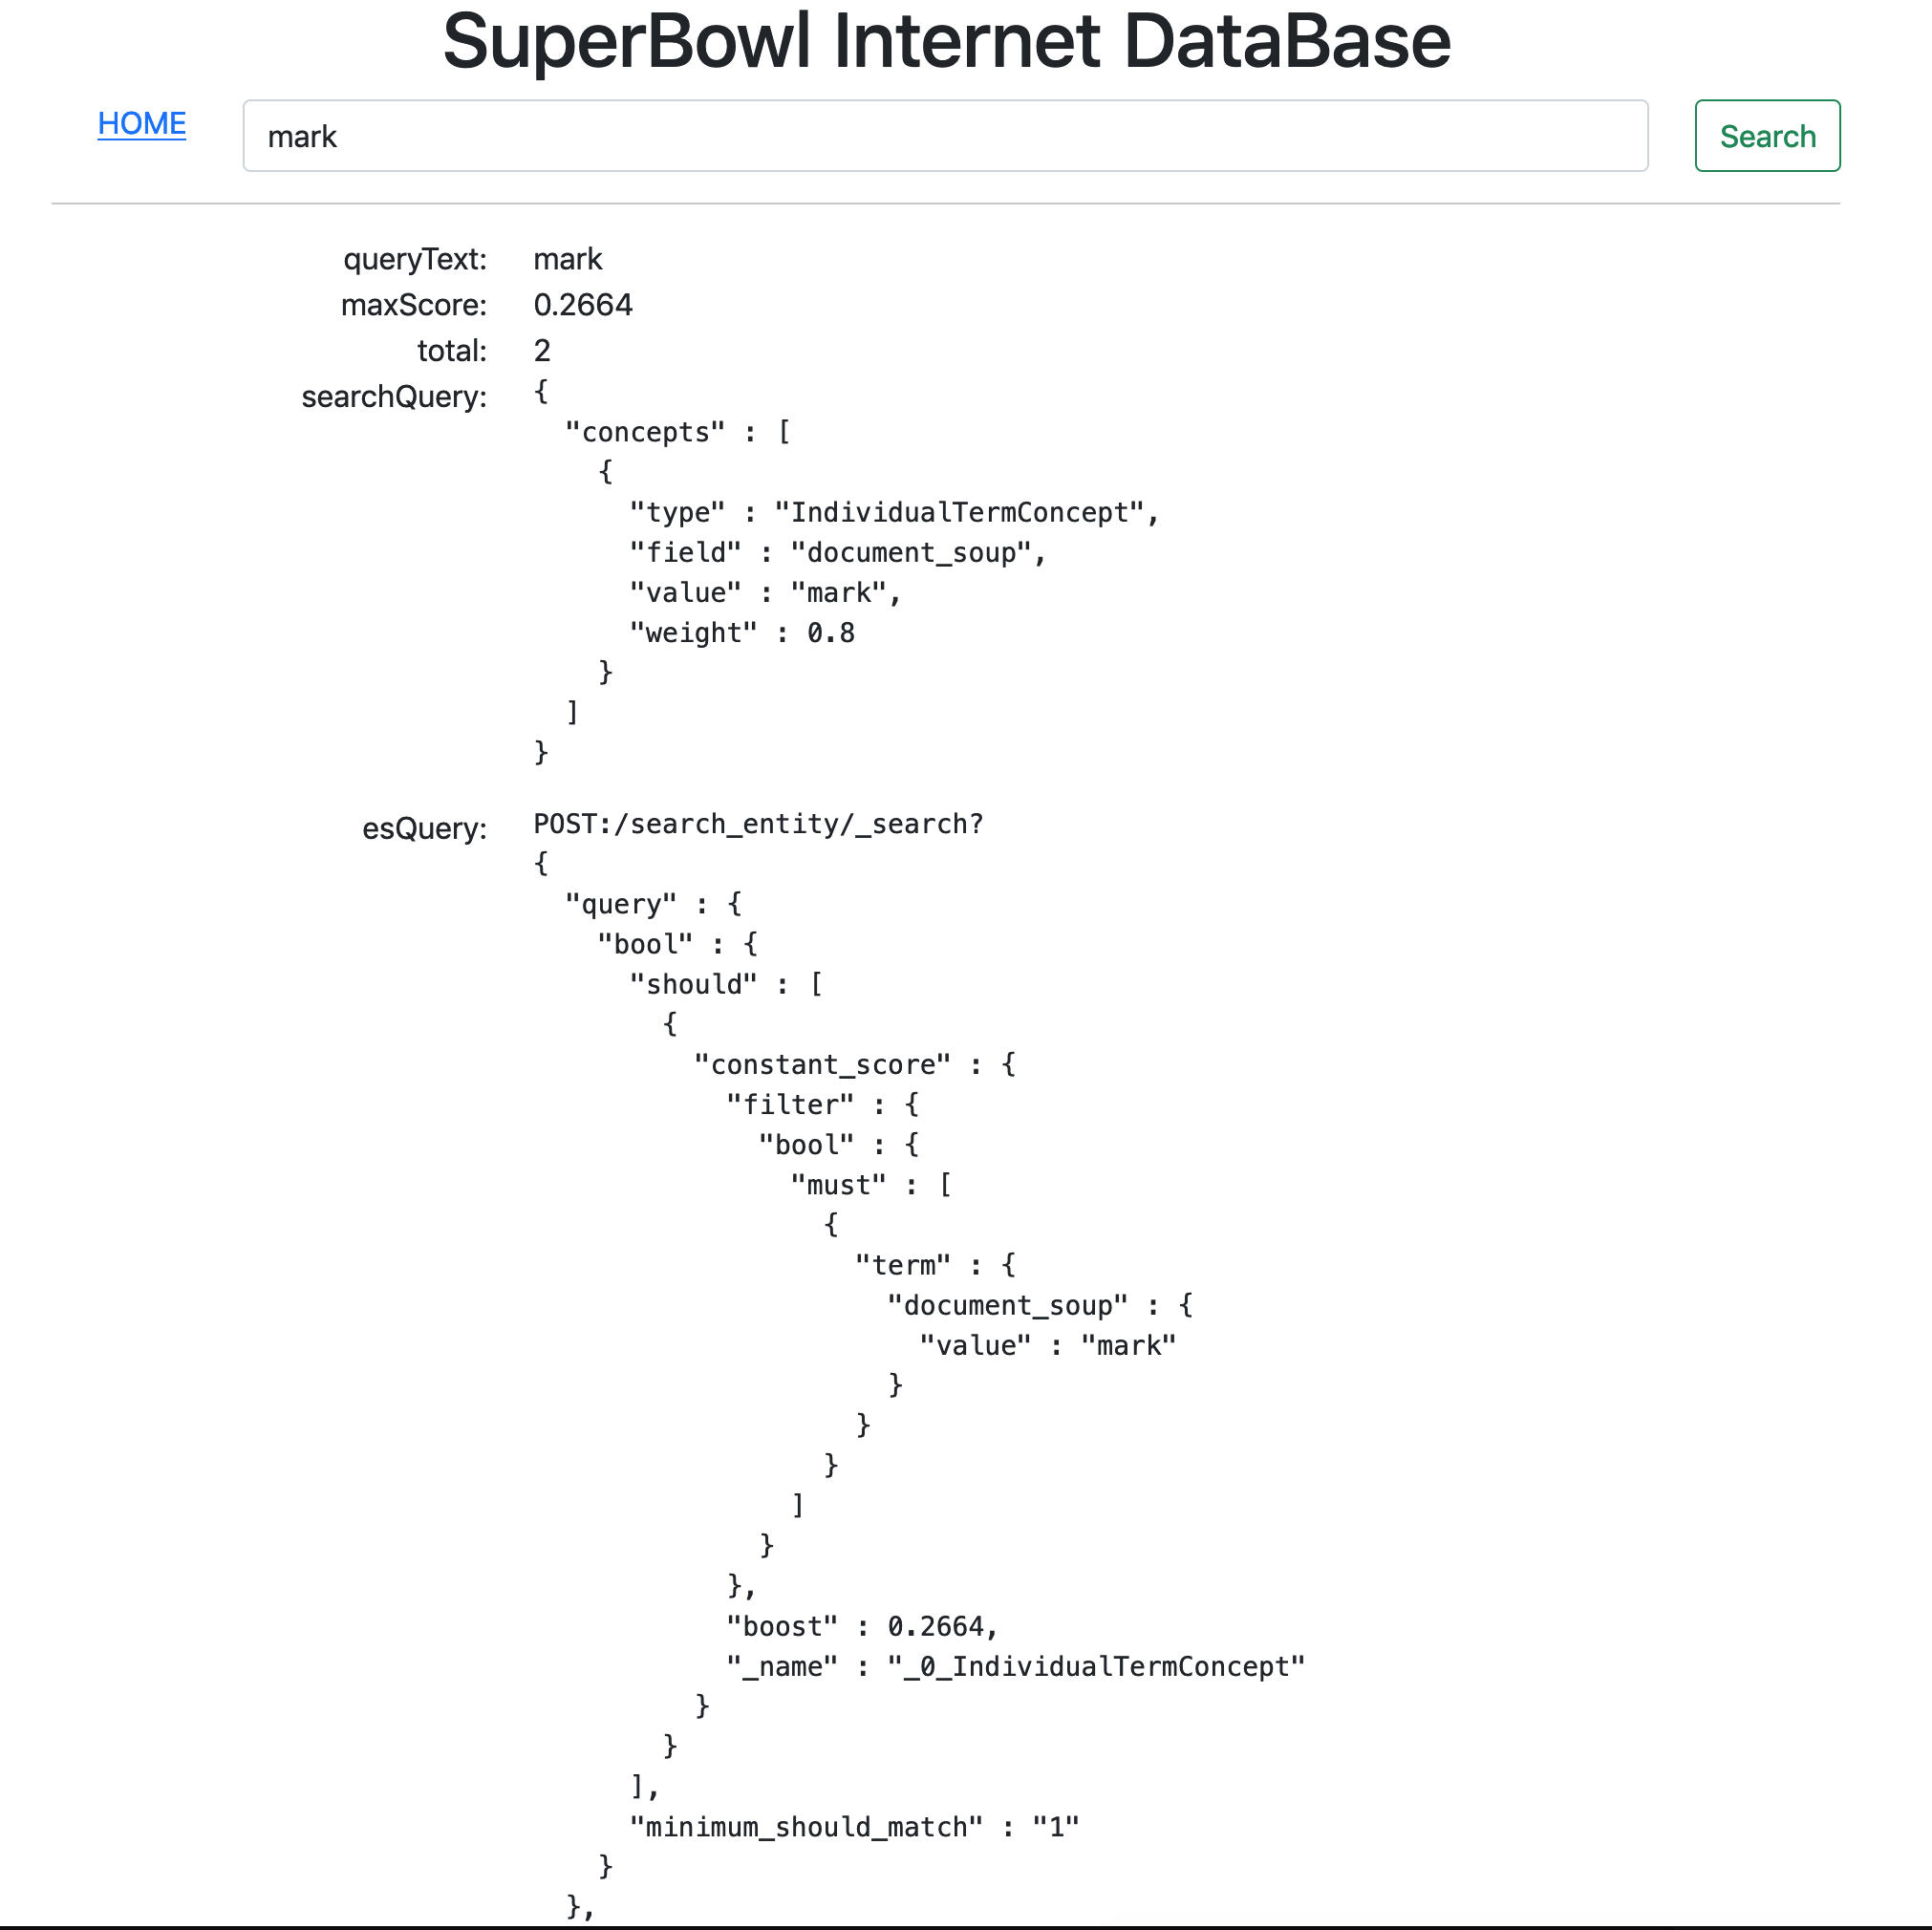 SuperBowl Internet DataBase
HOME
mark
Search
queryText: mark
maxScore: 0.2664
total: 2
searchQuery: {
  "concepts" : [
    {
      "type" : "IndividualTermConcept",
      "field" : "document_soup",
      "value" : "mark",
      "weight" : 0.8
    }
  ]
}
esQuery: POST:/search_entity/_search?
{
  "query" : {
    "bool" : {
      "should" : [
        {
          "constant_score" : {
            "filter" : {
              "bool" : {
                "must" : [
                  {
                    "term" : {
                      "document_soup" : {
                        "value" : "mark"
                      }
                    }
                  }
                ]
              }
            },
            "boost" : 0.2664,
            "_name" : "_0_IndividualTermConcept"
          }
        }
      ],
      "minimum_should_match" : "1"
    }
  },